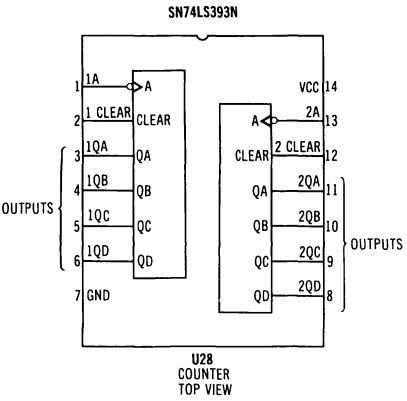 SN74LS393N
1 1A A
2 1 CLEAR CLEAR
3 1QA QA
4 1QB QB
5 1QC QC
6 1QD QD
7 GND
OUTPUTS
VCC 14
A 2A 13
CLEAR 2 CLEAR 12
QA 2QA 11
QB 2QB 10
QC 2QC 9
QD 2QD 8
OUTPUTS
U28
COUNTER
TOP VIEW